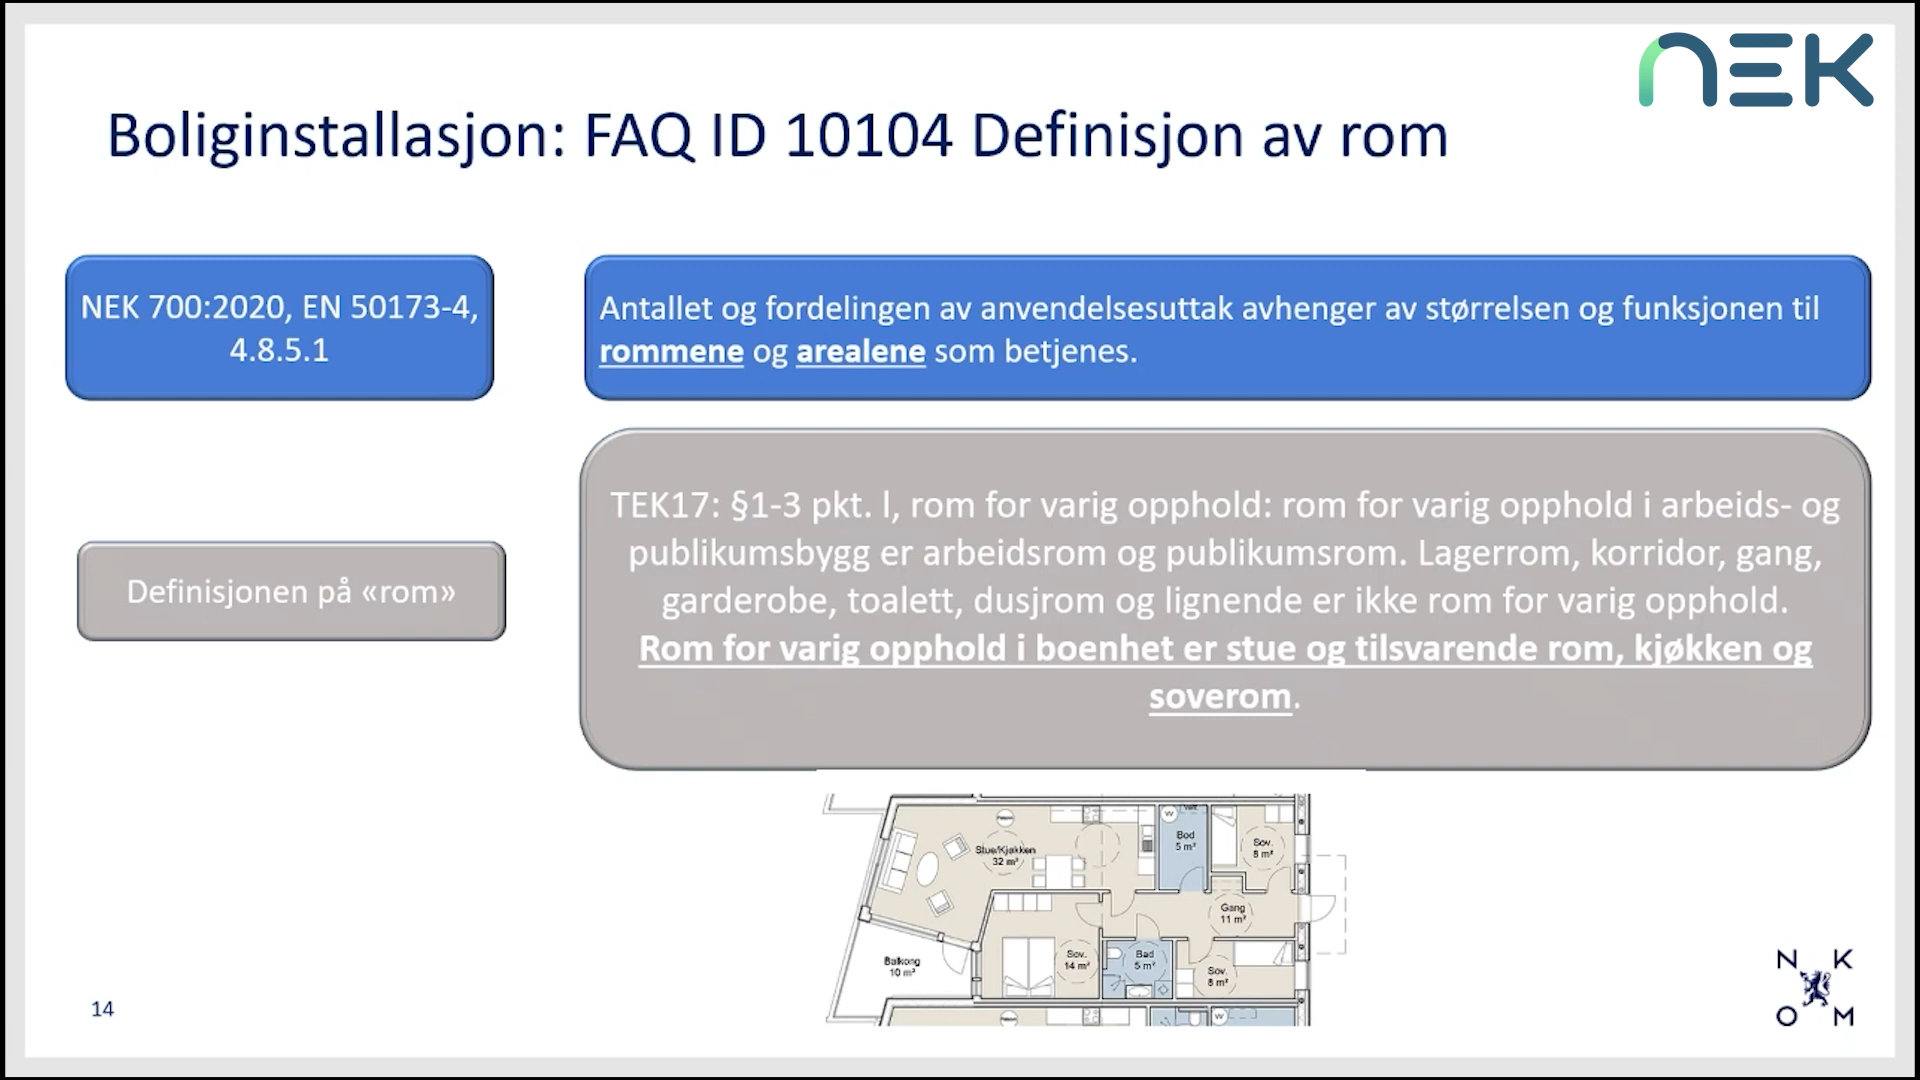 NEK
Boliginstallasjon: FAQ ID 10104 Definisjon av rom
NEK 700:2020, EN 50173-4,
4.8.5.1
Antallet og fordelingen av anvendelsesuttak avhenger av størrelsen og funksjonen til
rommene og arealene som betjenes.
Definisjonen på «rom»
TEK17: §1-3 pkt. l, rom for varig opphold: rom for varig opphold i arbeids- og
publikumsbygg er arbeidsrom og publikumsrom. Lagerrom, korridor, gang,
garderobe, toalett, dusjrom og lignende er ikke rom for varig opphold.
Rom for varig opphold i boenhet er stue og tilsvarende rom, kjøkken og
soverom.
Stue/Kjøkken
32 m²
VV
Bod
5 m²
Sov.
8 m²
Gang
11 m²
Balkong
10 m²
Sov.
14 m²
Bad
5 m²
Sov.
8 m²
VV
14
N K
O M